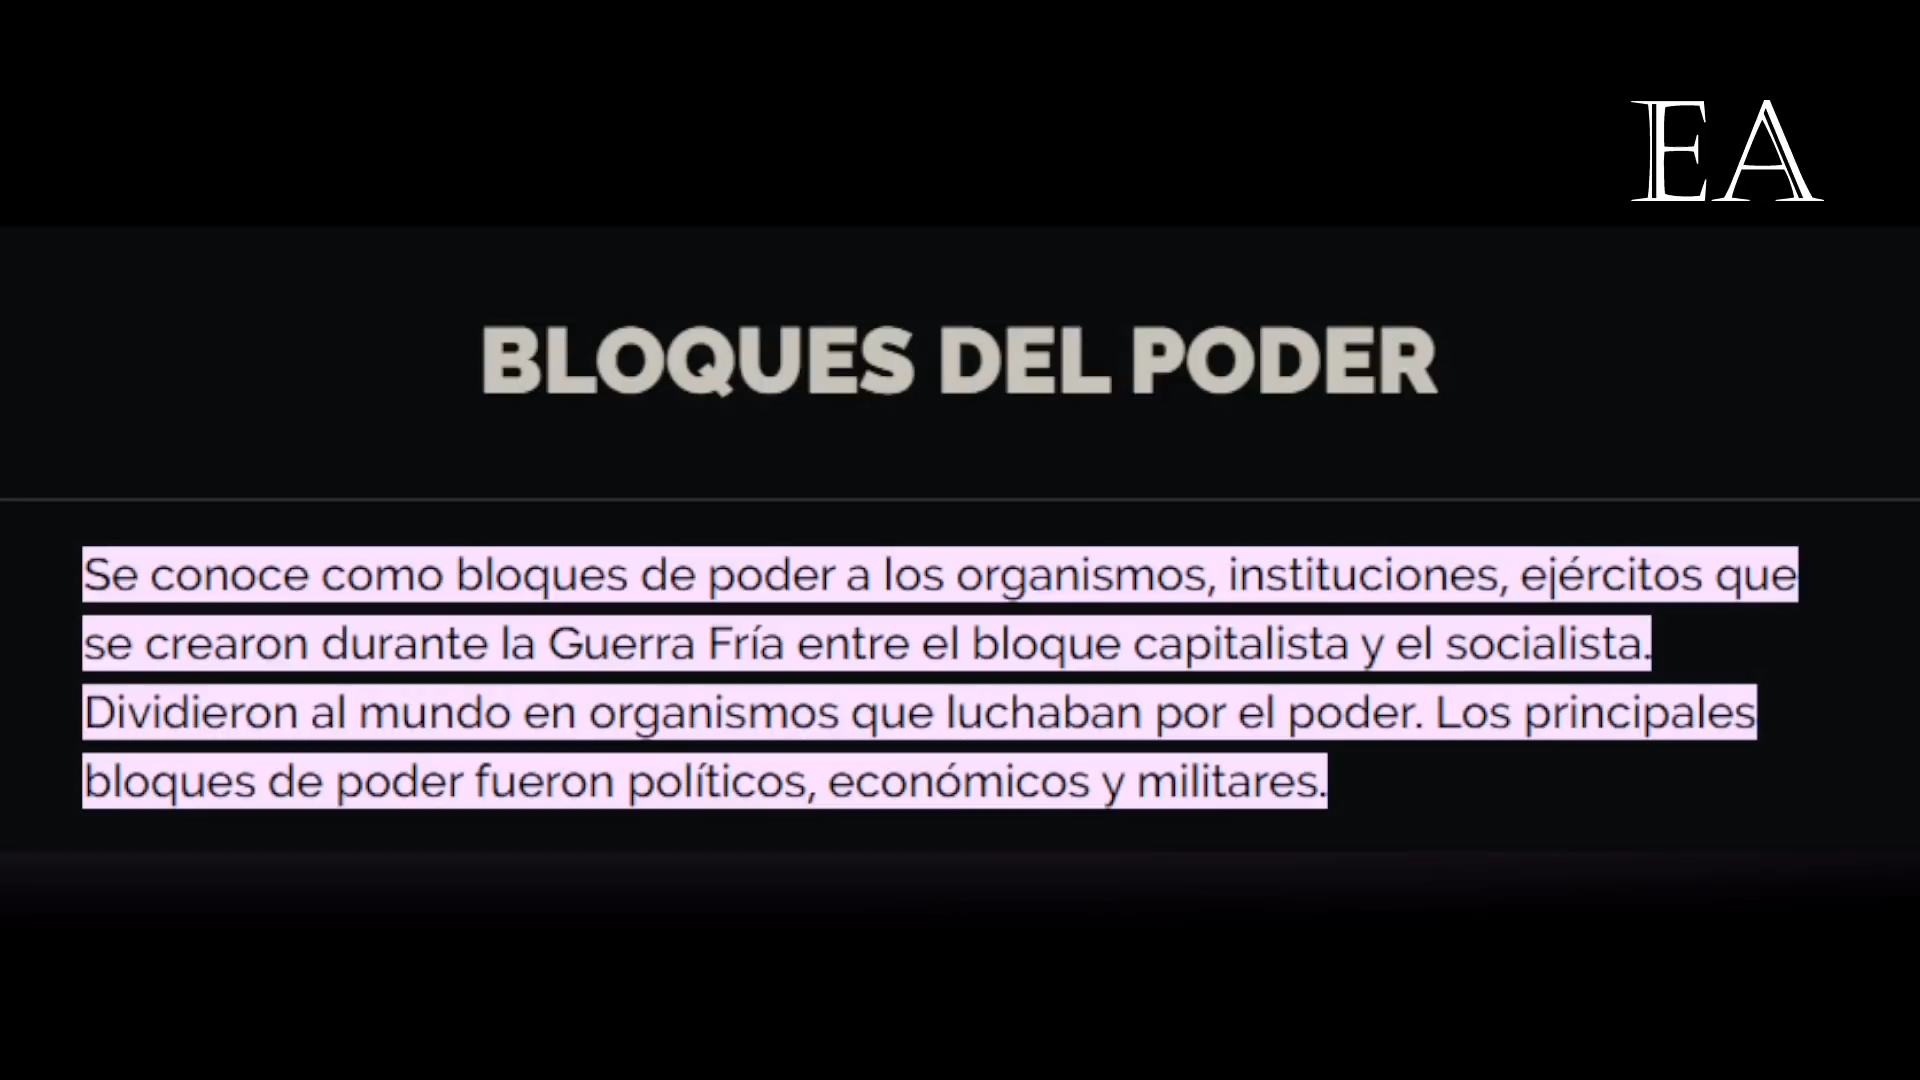 EA
BLOQUES DEL PODER
Se conoce como bloques de poder a los organismos, instituciones, ejércitos que
se crearon durante la Guerra Fría entre el bloque capitalista y el socialista.
Dividieron al mundo en organismos que luchaban por el poder. Los principales
bloques de poder fueron políticos, económicos y militares.